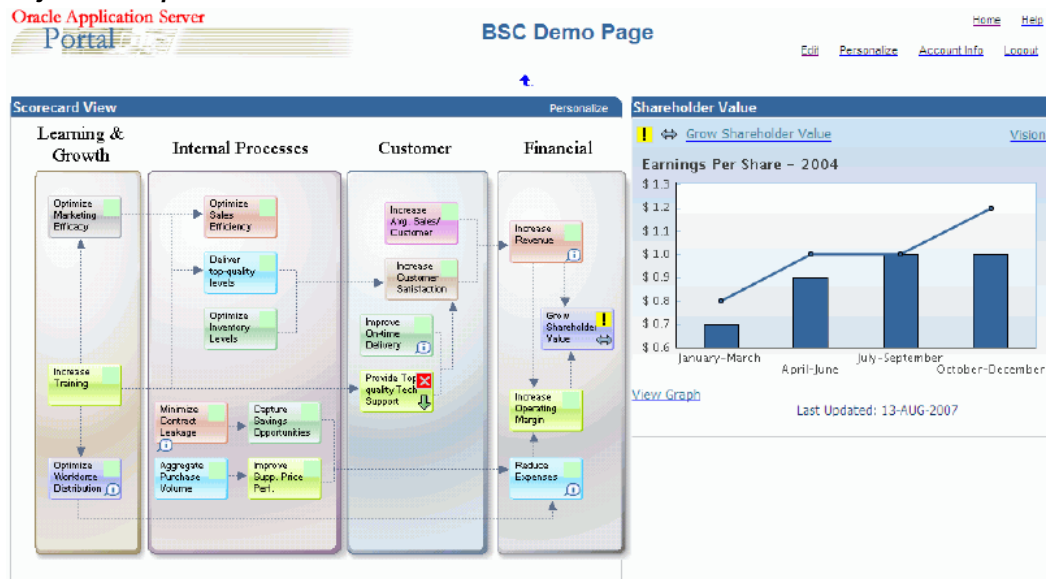 Oracle Application Server
Portal
BSC Demo Page
Home Help
Edit Personalize Account Info Logout
Scorecard View
Personalize
Learning &
Growth
Internal Processes
Customer
Financial
Optimize
Marketing
Efficacy
Increase
Training
Optimize
Workforce
Distribution
Optimize
Sales
Efficiency
Deliver
top-quality
levels
Optimize
Inventory
Levels
Minimize
Contract
Leakage
Capture
Savings
Opportunities
Aggregate
Purchase
Volume
Improve
Supp. Price
Perf.
Increase
Avg. Sales/
Customer
Increase
Customer
Satisfaction
Improve
On-time
Delivery
Provide Top
quality Tech
Support
Increase
Revenue
Grow
Shareholder
Value
Increase
Operating
Margin
Reduce
Expenses
Shareholder Value
! Grow Shareholder Value
Vision
Earnings Per Share - 2004
$ 1.3
$ 1.2
$ 1.1
$ 1.0
$ 0.9
$ 0.8
$ 0.7
$ 0.6
January-March
April-June
July-September
October-December
View Graph
Last Updated: 13-AUG-2007